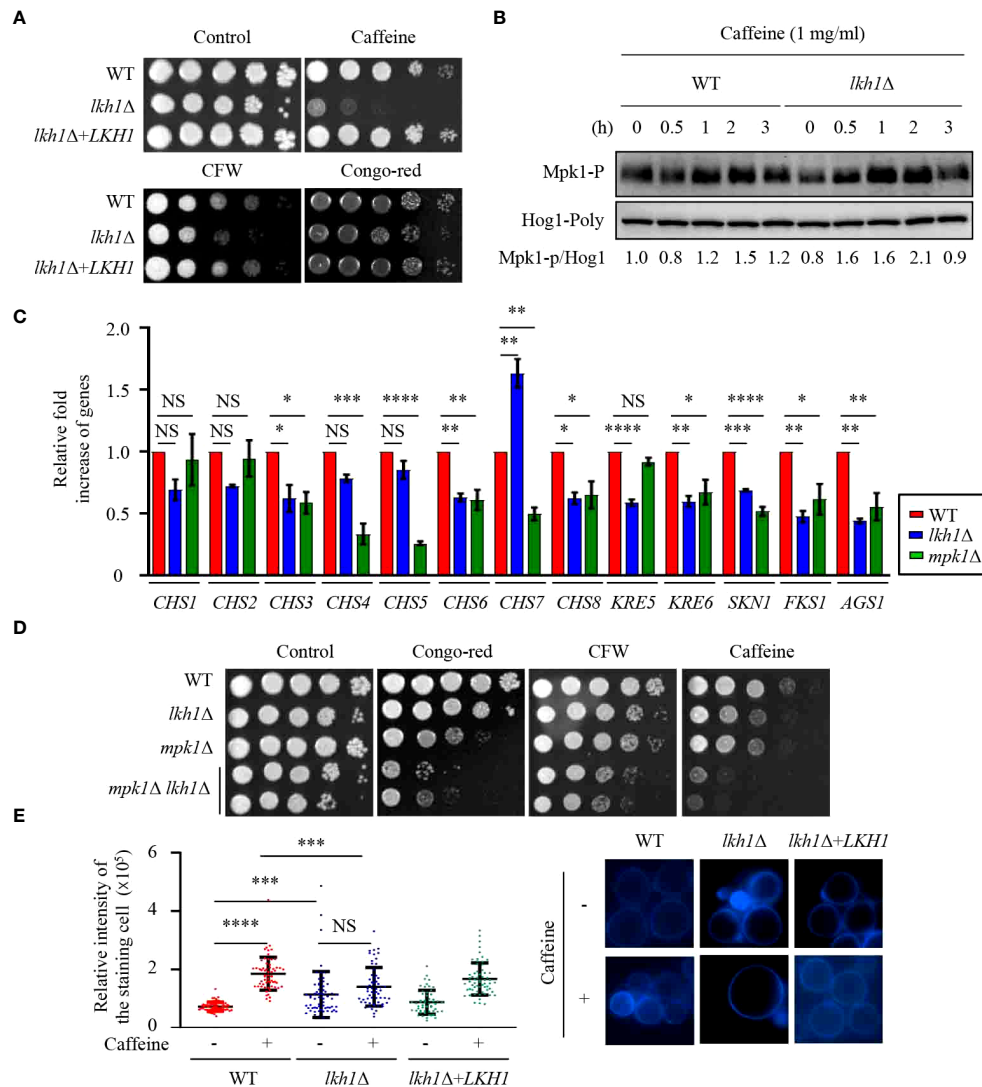 A
Control Caffeine
WT
lkh1Δ
lkh1Δ+LKH1
CFW Congo-red
WT
lkh1Δ
lkh1Δ+LKH1
B
Caffeine (1 mg/ml)
WT lkh1Δ
(h) 0 0.5 1 2 3 0 0.5 1 2 3
Mpk1-P
Hog1-Poly
Mpk1-p/Hog1 1.0 0.8 1.2 1.5 1.2 0.8 1.6 1.6 2.1 0.9
C
Relative fold
increase of genes
2.0
1.5
1.0
0.5
0
NS NS * *** **** ** ** * NS * **** * **
NS NS * NS NS ** ** * **** ** *** ** **
CHS1 CHS2 CHS3 CHS4 CHS5 CHS6 CHS7 CHS8 KRE5 KRE6 SKN1 FKS1 AGS1
WT
lkh1Δ
mpk1Δ
D
Control Congo-red CFW Caffeine
WT
lkh1Δ
mpk1Δ
mpk1Δ lkh1Δ
E
Relative intensity of
the staining cell (×10⁵)
6
4
2
0
***
***
**** NS
Caffeine - + - + - +
WT lkh1Δ lkh1Δ+LKH1
WT lkh1Δ lkh1Δ+LKH1
Caffeine
-
+